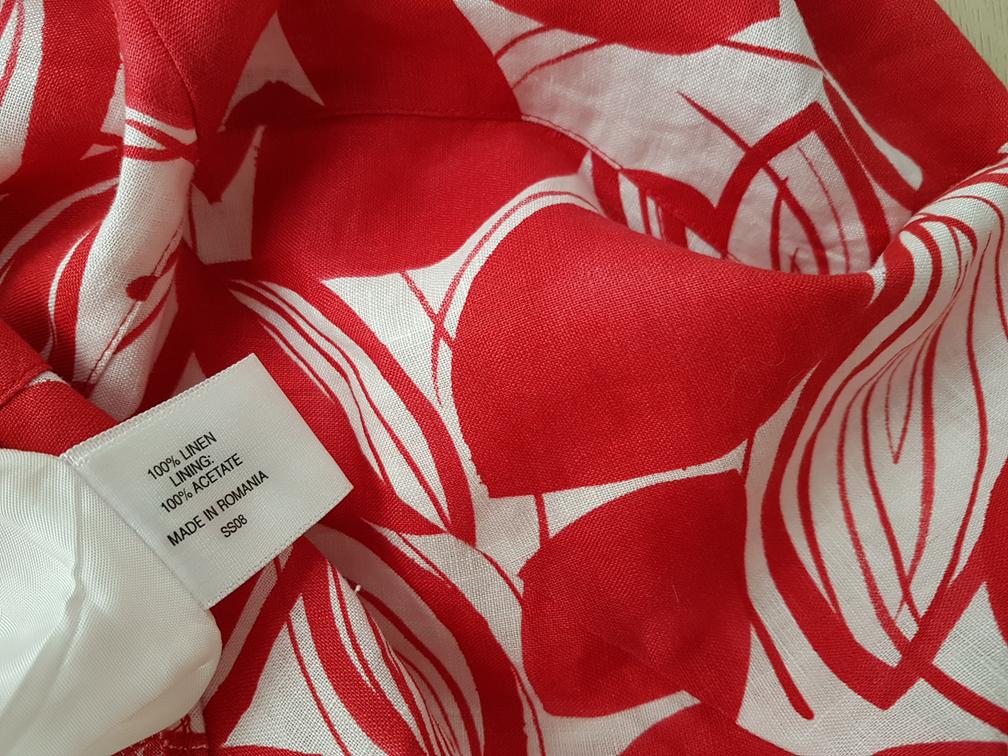 100% LINEN
LINING:
100% ACETATE
MADE IN ROMANIA
SS08